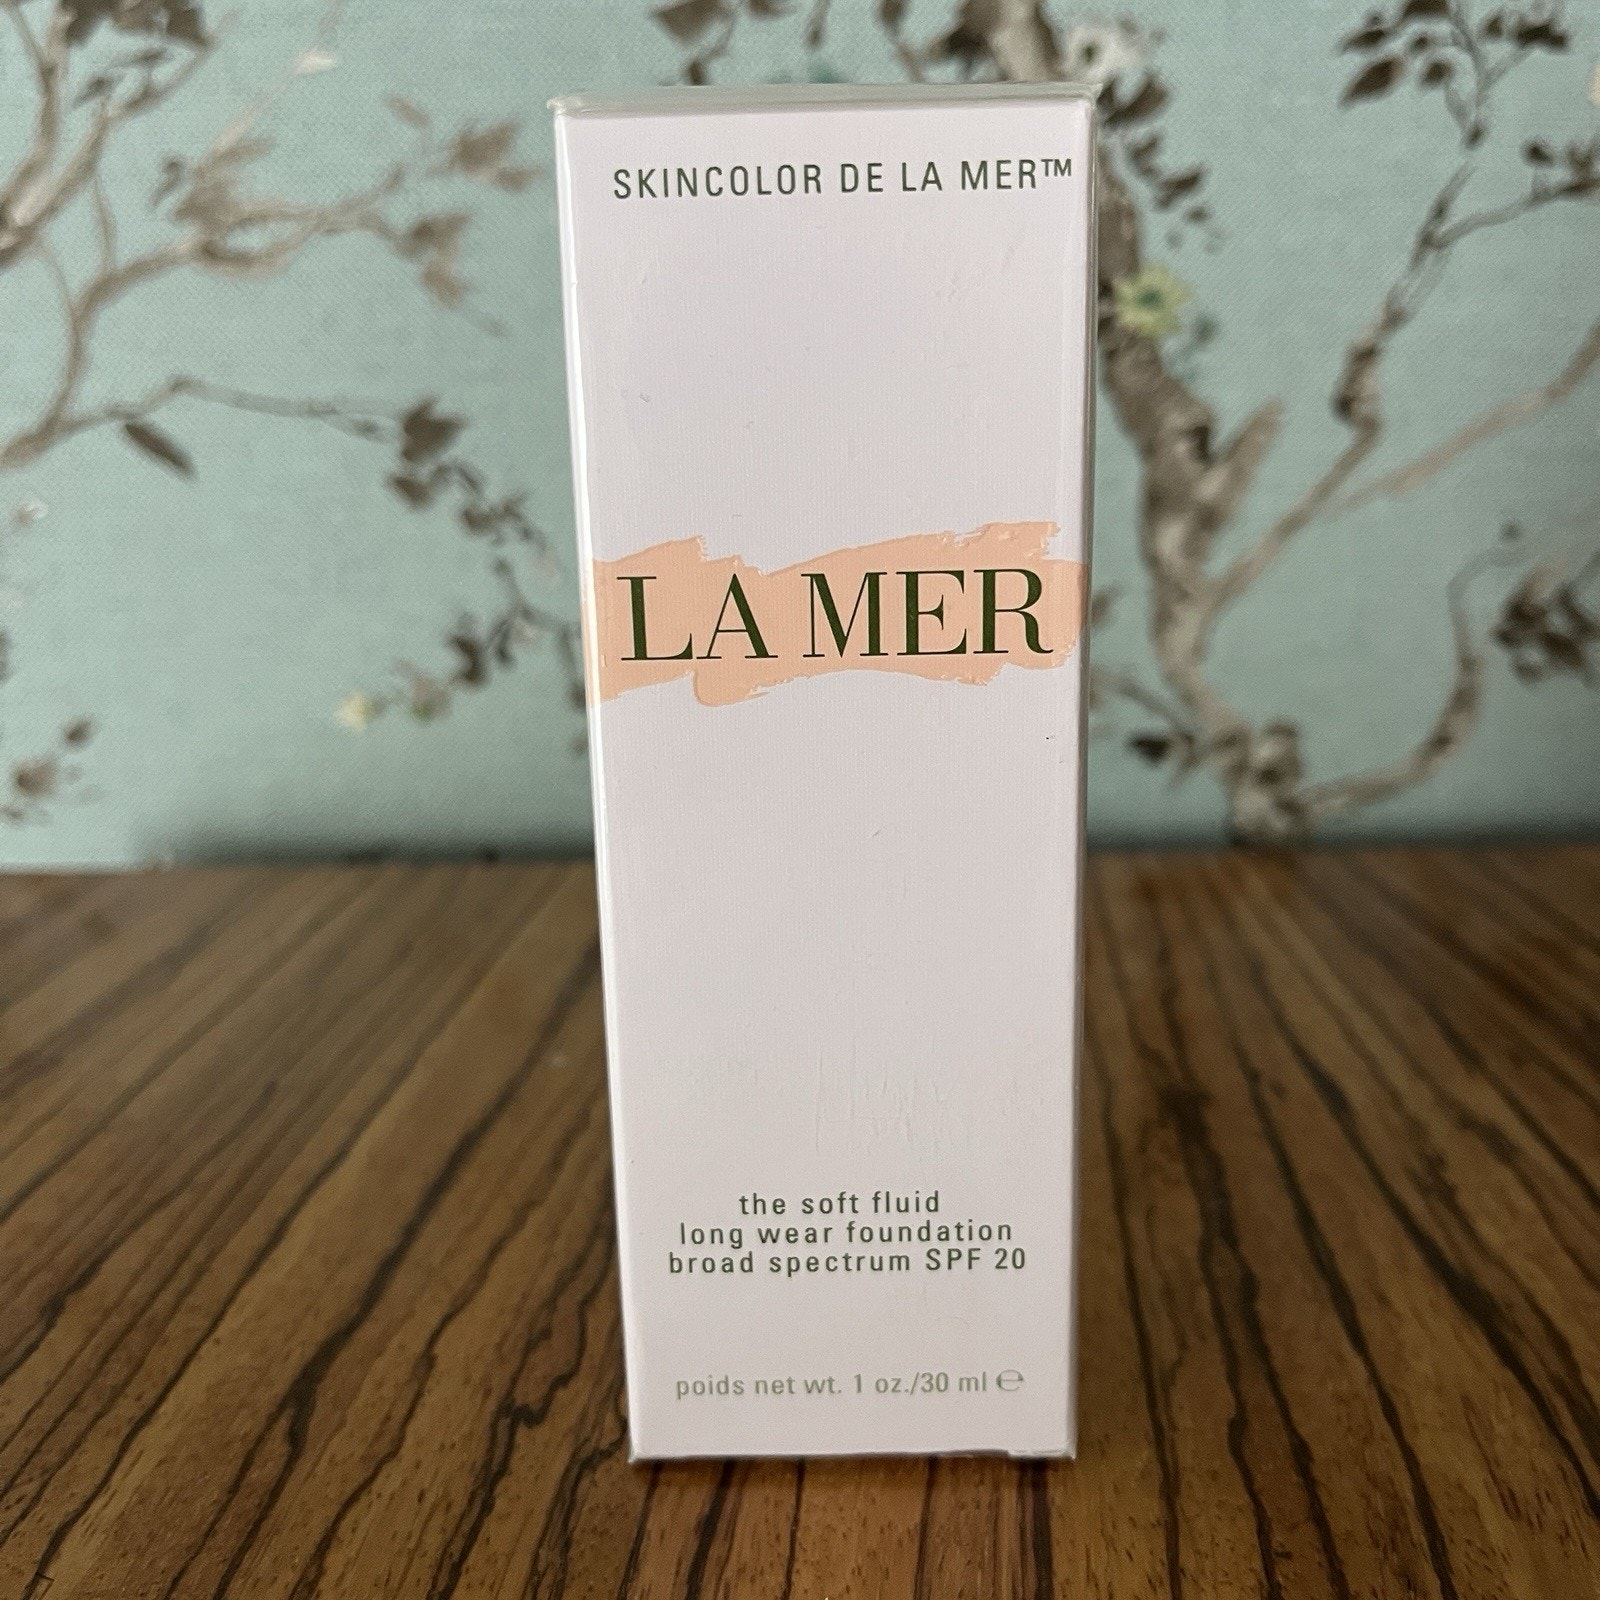 SKINCOLOR DE LA MER™
LA MER
the soft fluid
long wear foundation
broad spectrum SPF 20
poids net wt. 1 oz./30 ml ℮